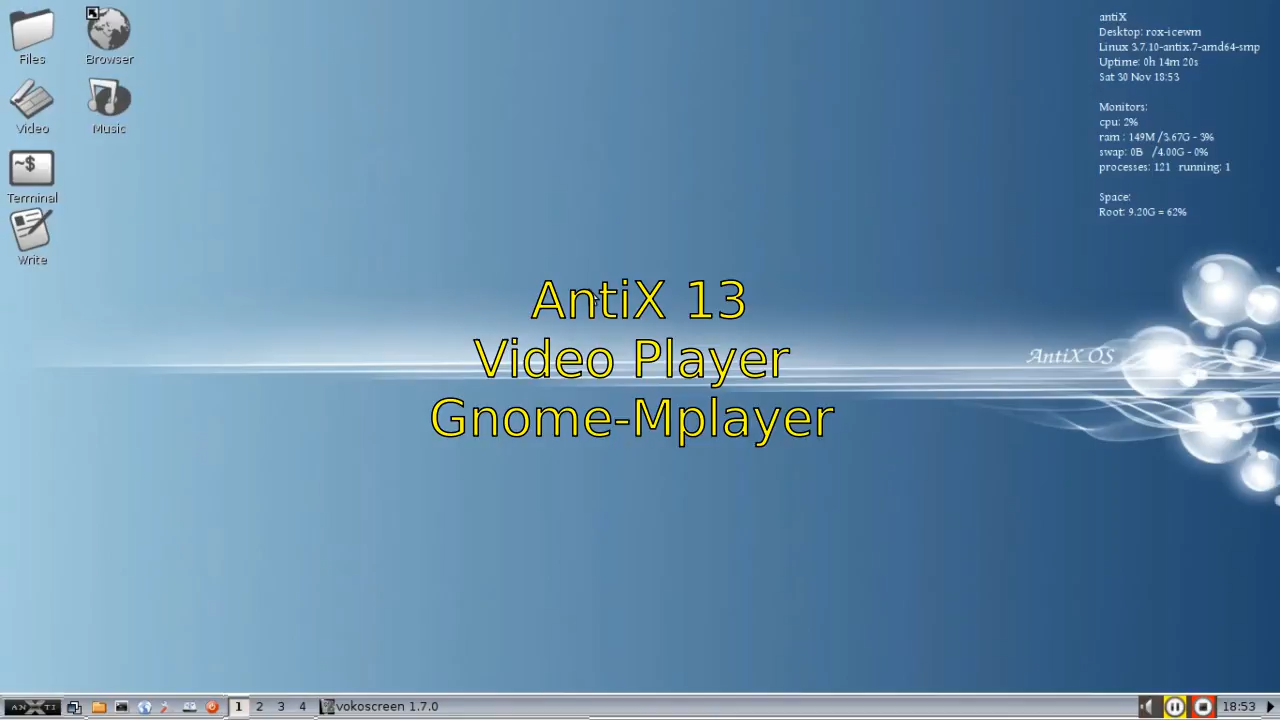 Files
Browser
Video
Music
~$
Terminal
Write
antiX
Desktop: rox-icewm
Linux 3.7.10-antix.7-amd64-smp
Uptime: 0h 14m 20s
Sat 30 Nov 18:53
Monitors:
cpu: 2%
ram : 149M /3.67G - 3%
swap: 0B /4.00G - 0%
processes: 121 running: 1
Space:
Root: 9.20G = 62%
AntiX 13
Video Player
Gnome-Mplayer
AntiX OS
ANTI
1 2 3 4 vokoscreen 1.7.0 18:53